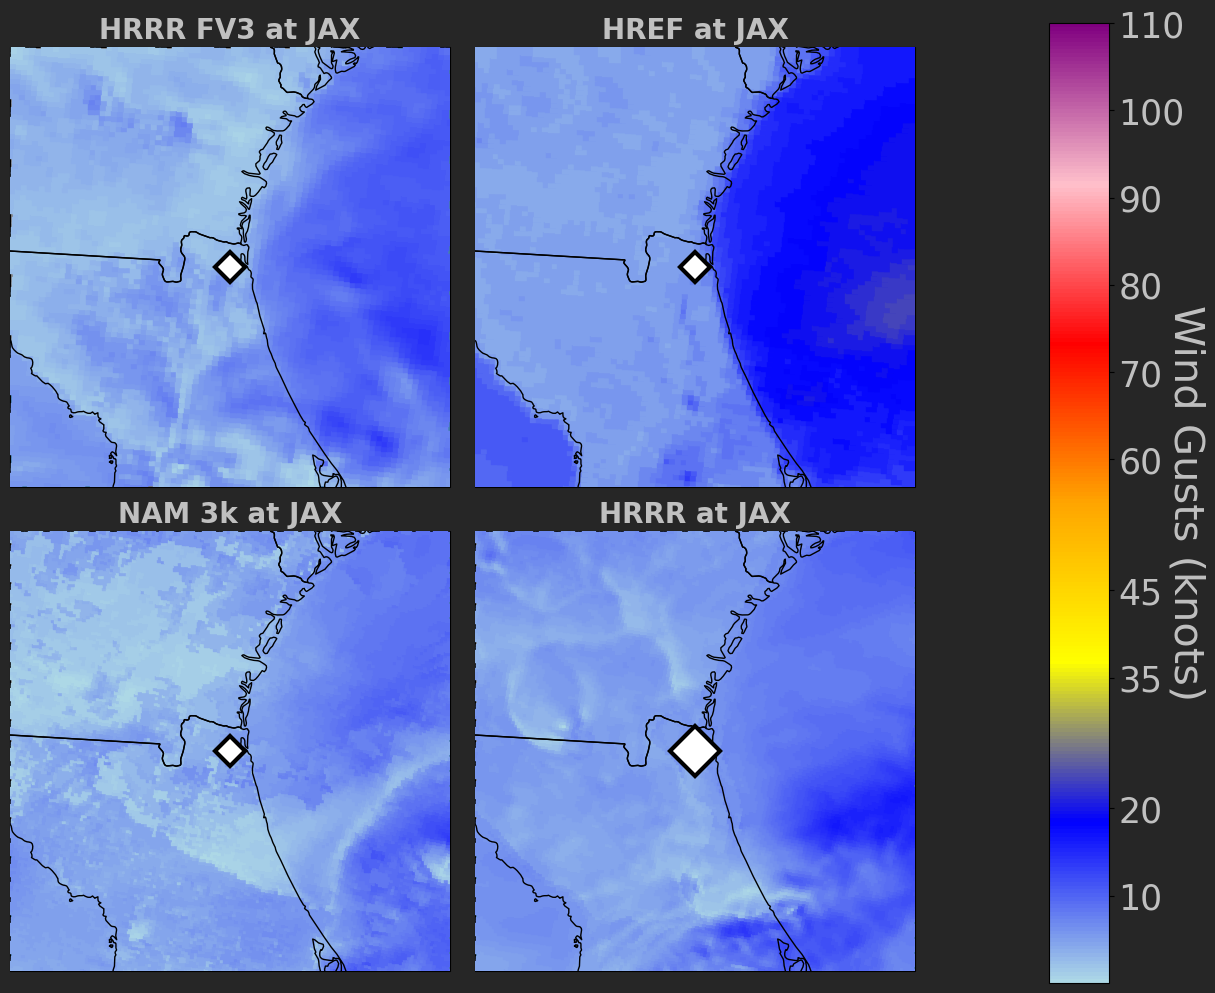 HRRR FV3 at JAX
HREF at JAX
NAM 3k at JAX
HRRR at JAX
110
100
90
80
70
60
45
35
20
10
Wind Gusts (knots)